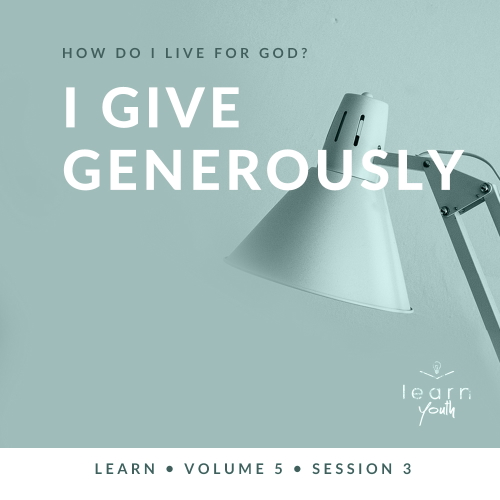 HOW DO I LIVE FOR GOD?
I GIVE
GENEROUSLY
learn
youth
LEARN • VOLUME 5 • SESSION 3